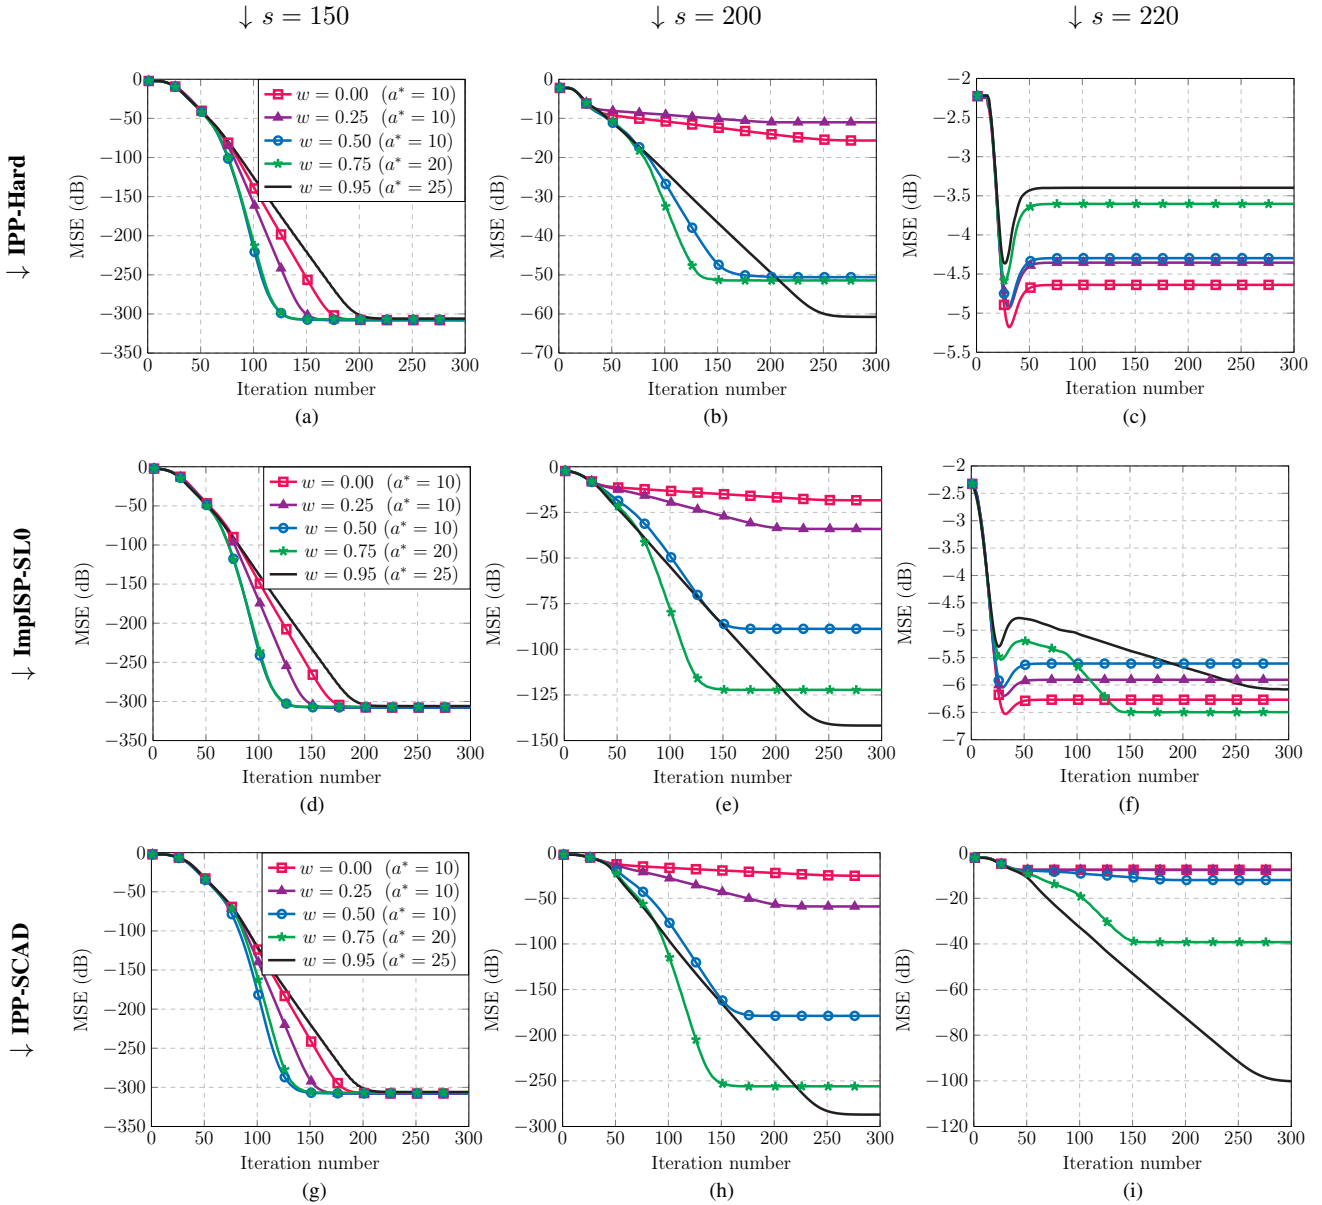 ↓ s = 150
↓ s = 200
↓ s = 220
↓ IPP-Hard
MSE (dB)
0
−50
−100
−150
−200
−250
−300
−350
w = 0.00 (a* = 10)
w = 0.25 (a* = 10)
w = 0.50 (a* = 10)
w = 0.75 (a* = 20)
w = 0.95 (a* = 25)
0 50 100 150 200 250 300
Iteration number
(a)
MSE (dB)
0
−10
−20
−30
−40
−50
−60
−70
0 50 100 150 200 250 300
Iteration number
(b)
MSE (dB)
−2
−2.5
−3
−3.5
−4
−4.5
−5
−5.5
0 50 100 150 200 250 300
Iteration number
(c)
↓ ImpISP-SL0
MSE (dB)
0
−50
−100
−150
−200
−250
−300
−350
w = 0.00 (a* = 10)
w = 0.25 (a* = 10)
w = 0.50 (a* = 10)
w = 0.75 (a* = 20)
w = 0.95 (a* = 25)
0 50 100 150 200 250 300
Iteration number
(d)
MSE (dB)
0
−25
−50
−75
−100
−125
−150
0 50 100 150 200 250 300
Iteration number
(e)
MSE (dB)
−2
−2.5
−3
−3.5
−4
−4.5
−5
−5.5
−6
−6.5
−7
0 50 100 150 200 250 300
Iteration number
(f)
↓ IPP-SCAD
MSE (dB)
0
−50
−100
−150
−200
−250
−300
−350
w = 0.00 (a* = 10)
w = 0.25 (a* = 10)
w = 0.50 (a* = 10)
w = 0.75 (a* = 20)
w = 0.95 (a* = 25)
0 50 100 150 200 250 300
Iteration number
(g)
MSE (dB)
0
−50
−100
−150
−200
−250
−300
0 50 100 150 200 250 300
Iteration number
(h)
MSE (dB)
0
−20
−40
−60
−80
−100
−120
0 50 100 150 200 250 300
Iteration number
(i)